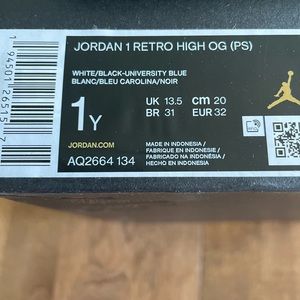 JORDAN 1 RETRO HIGH OG (PS)
WHITE/BLACK-UNIVERSITY BLUE
BLANC/BLEU CAROLINA/NOIR
1Y
UK 13.5 cm 20
BR 31 EUR 32
JORDAN.COM
AQ2664 134
MADE IN INDONESIA /
FABRIQUE EN INDONESIE /
FABRICADO NA INDONÉSIA /
HECHO EN INDONESIA